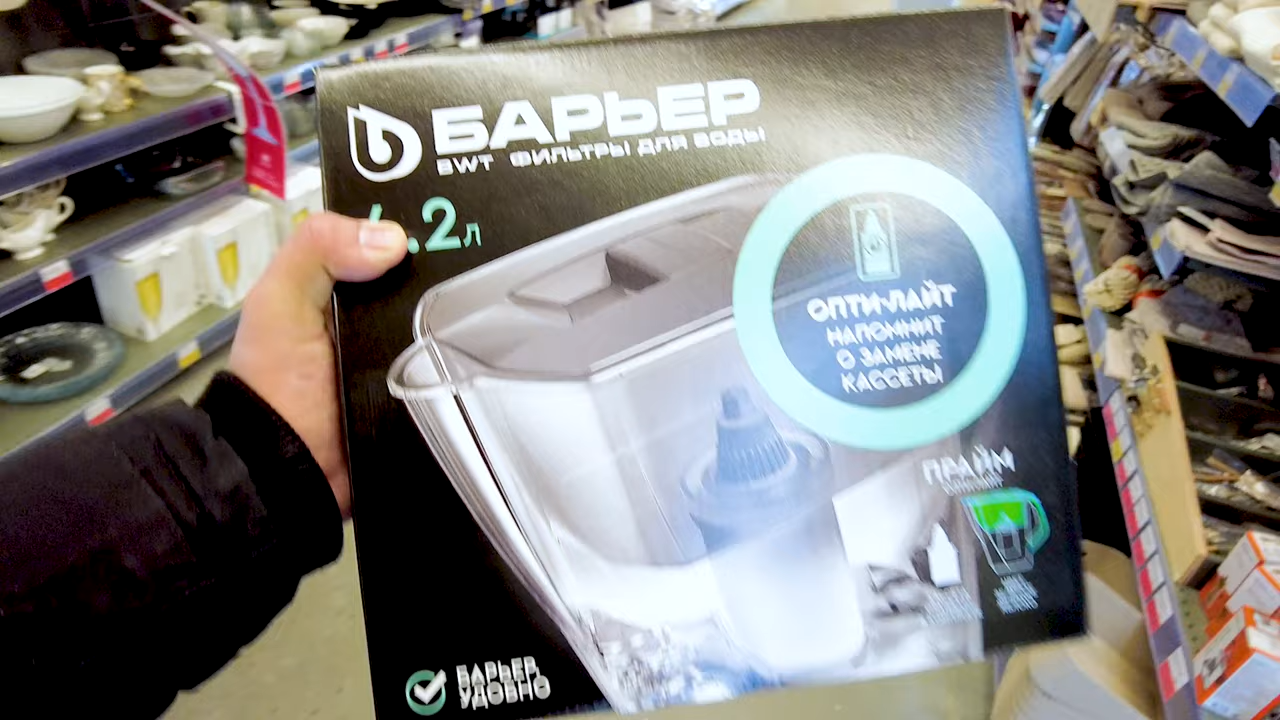 БАРЬЕР
BWT ФИЛЬТРЫ ДЛЯ ВОДЫ
.2л
ОПТИ-ЛАЙТ
НАПОМНИТ
О ЗАМЕНЕ
КАССЕТЫ
ПРАЙМ
БАРЬЕР.
УДОБНО